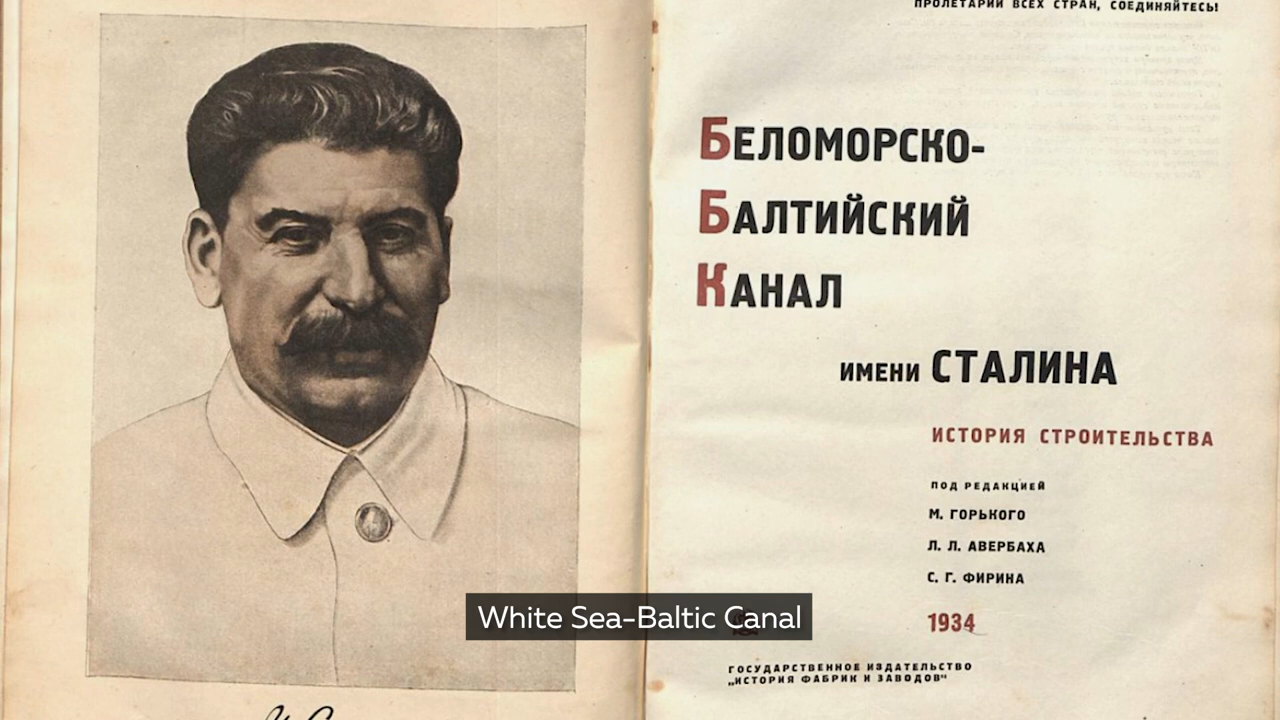 ПРОЛЕТАРИИ ВСЕХ СТРАН, СОЕДИНЯЙТЕСЬ!
БЕЛОМОРСКО-
БАЛТИЙСКИЙ
КАНАЛ
ИМЕНИ СТАЛИНА
ИСТОРИЯ СТРОИТЕЛЬСТВА
ПОД РЕДАКЦИЕЙ
М. ГОРЬКОГО
Л. Л. АВЕРБАХА
С. Г. ФИРИНА
White Sea-Baltic Canal
1934
ГОСУДАРСТВЕННОЕ ИЗДАТЕЛЬСТВО
„ИСТОРИЯ ФАБРИК И ЗАВОДОВ“